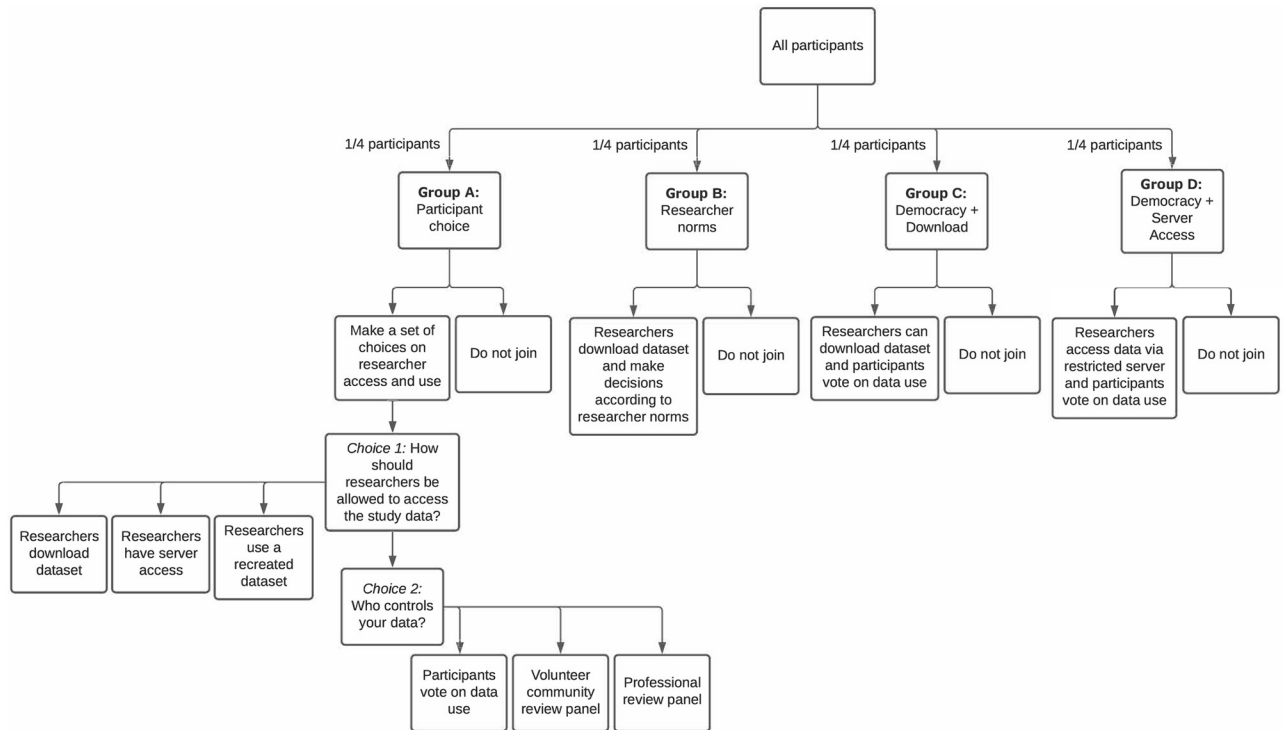 All participants
1/4 participants
1/4 participants
1/4 participants
1/4 participants
Group A:
Participant
choice
Group B:
Researcher
norms
Group C:
Democracy +
Download
Group D:
Democracy +
Server
Access
Make a set of
choices on
researcher
access and use
Do not join
Researchers
download dataset
and make
decisions
according to
researcher norms
Do not join
Researchers can
download dataset
and participants
vote on data use
Do not join
Researchers
access data via
restricted server
and participants
vote on data use
Do not join
Choice 1: How
should
researchers be
allowed to access
the study data?
Researchers
download
dataset
Researchers
have server
access
Researchers
use a
recreated
dataset
Choice 2:
Who controls
your data?
Participants
vote on data
use
Volunteer
community
review panel
Professional
review panel